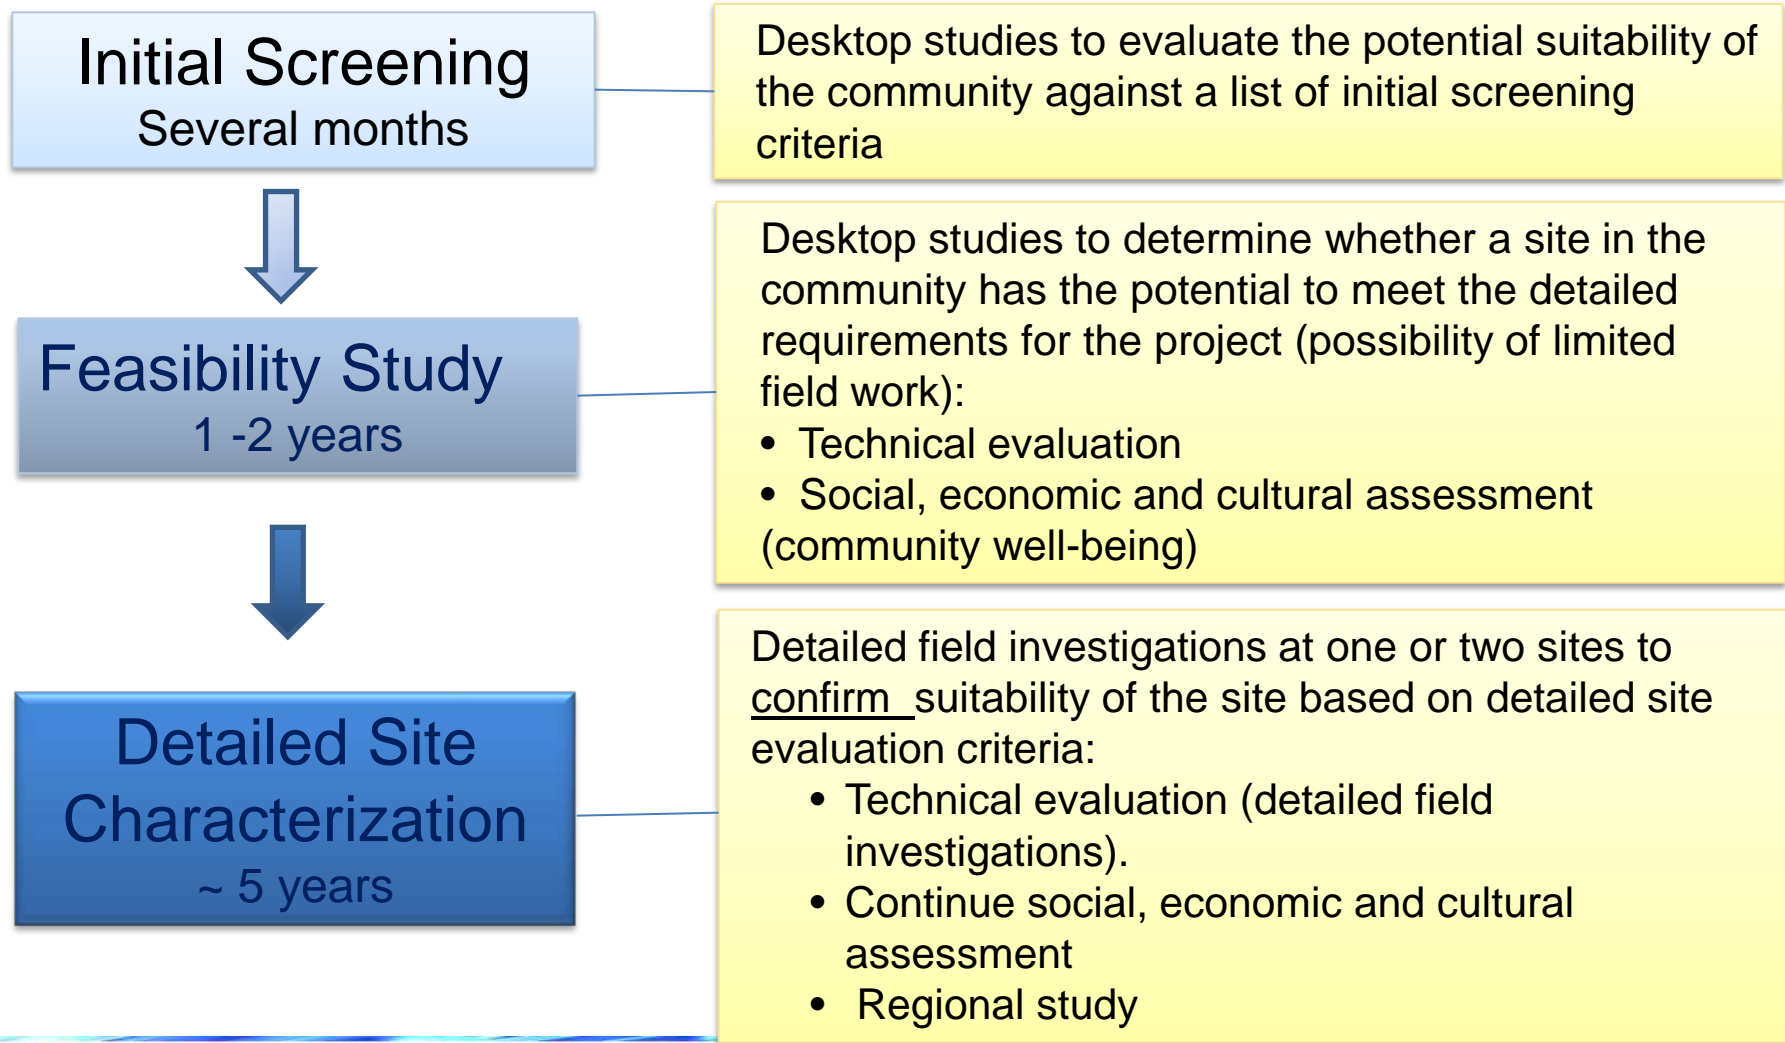 Initial Screening
Several months
Desktop studies to evaluate the potential suitability of
the community against a list of initial screening
criteria
Feasibility Study
1 -2 years
Desktop studies to determine whether a site in the
community has the potential to meet the detailed
requirements for the project (possibility of limited
field work):
• Technical evaluation
• Social, economic and cultural assessment
(community well-being)
Detailed Site
Characterization
~ 5 years
Detailed field investigations at one or two sites to
confirm suitability of the site based on detailed site
evaluation criteria:
• Technical evaluation (detailed field
investigations).
• Continue social, economic and cultural
assessment
• Regional study